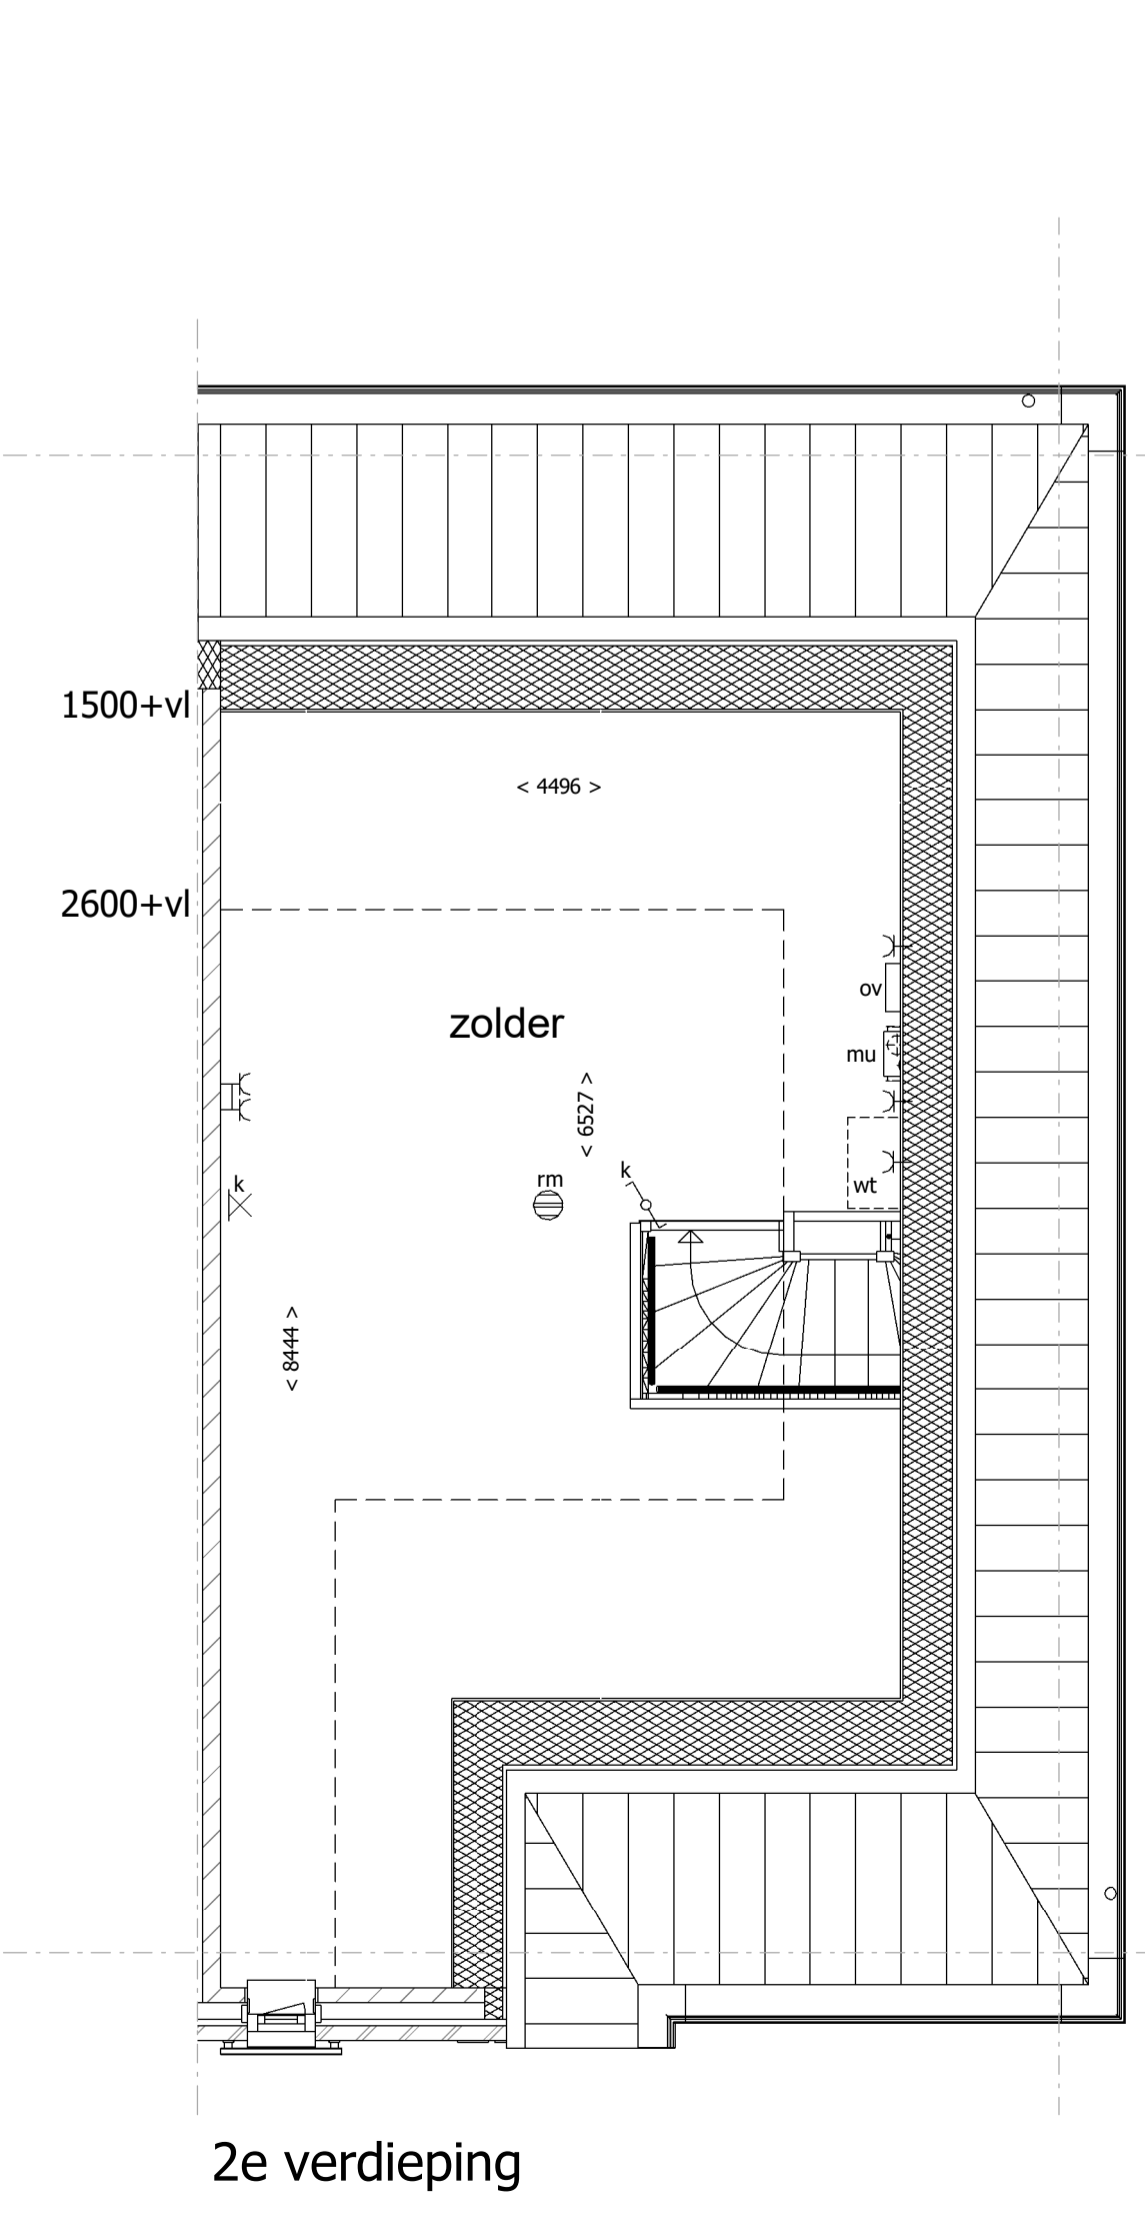 1500+vl
< 4496 >
2600+vl
ov
zolder
mu
< 6527 >
k
rm
k
wt
< 8444 >
2e verdieping